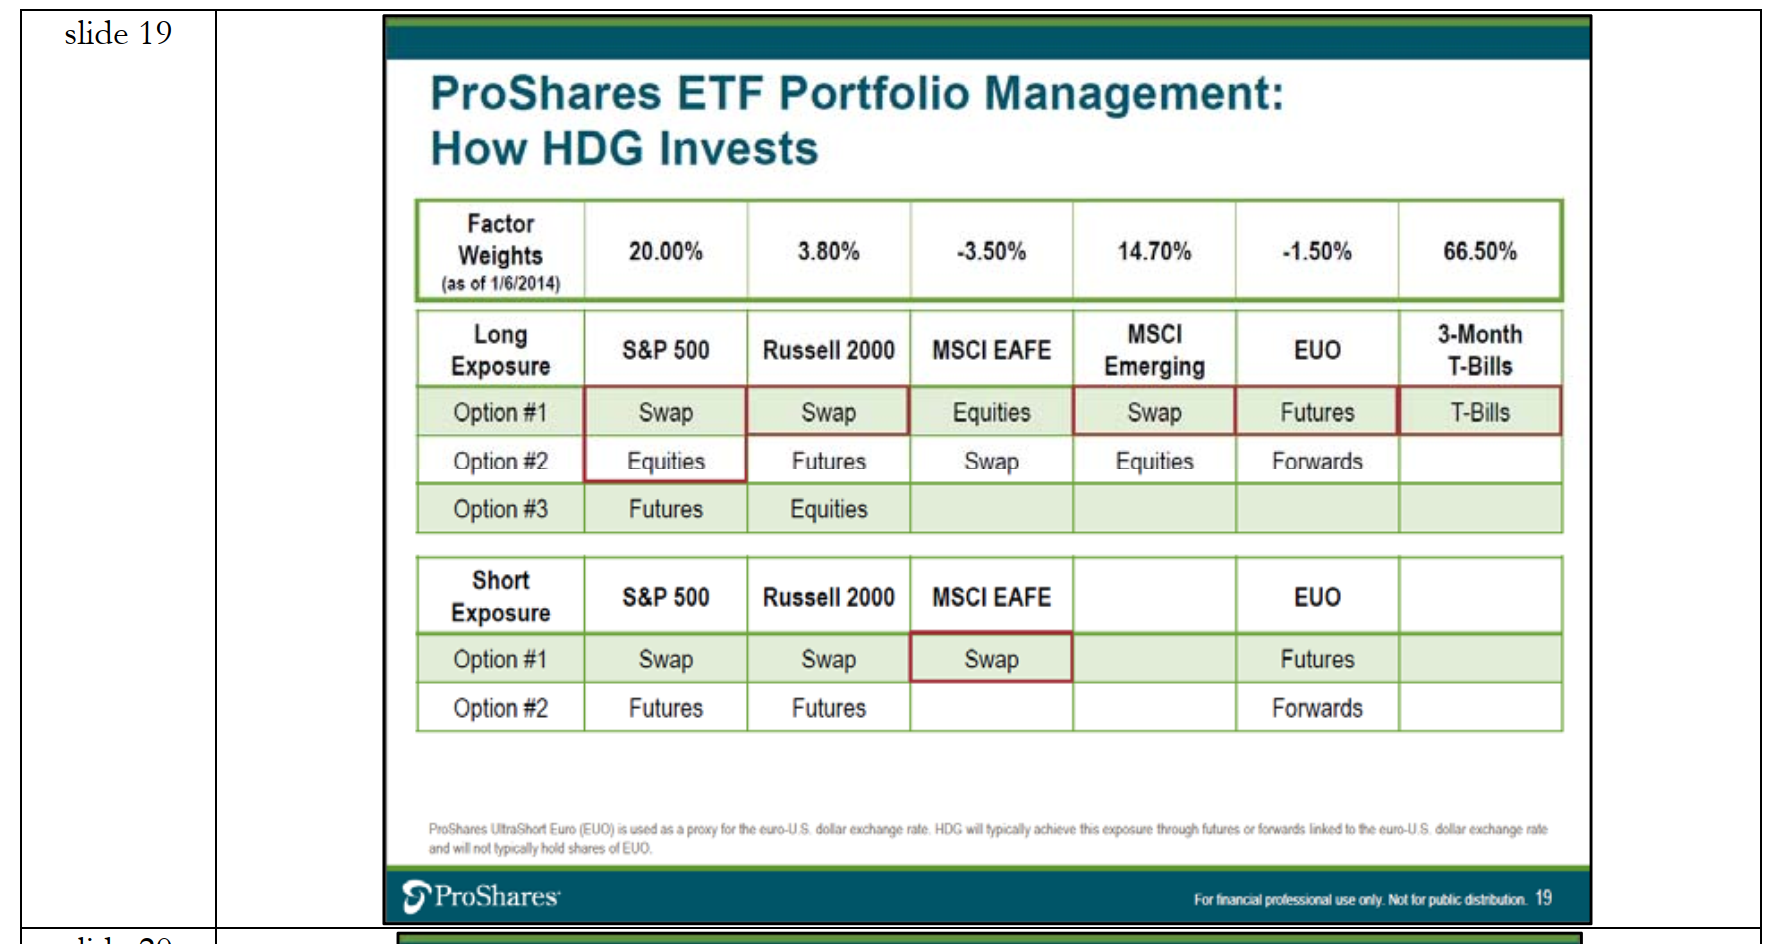 slide 19
ProShares ETF Portfolio Management:
How HDG Invests
Factor
Weights
(as of 1/6/2014)
20.00%
3.80%
-3.50%
14.70%
-1.50%
66.50%
Long
Exposure
S&P 500
Russell 2000
MSCI EAFE
MSCI
Emerging
EUO
3-Month
T-Bills
Option #1
Swap
Swap
Equities
Swap
Futures
T-Bills
Option #2
Equities
Futures
Swap
Equities
Forwards
Option #3
Futures
Equities
Short
Exposure
S&P 500
Russell 2000
MSCI EAFE
EUO
Option #1
Swap
Swap
Swap
Futures
Option #2
Futures
Futures
Forwards
ProShares UltraShort Euro (EUO) is used as a proxy for the euro-U.S. dollar exchange rate. HDG will typically achieve this exposure through futures or forwards linked to the euro-U.S. dollar exchange rate
and will not typically hold shares of EUO.
ProShares
For financial professional use only. Not for public distribution. 19
slide 20